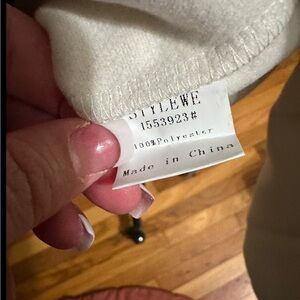 STYLEWE
1553923#
100%Polyester
Made in China